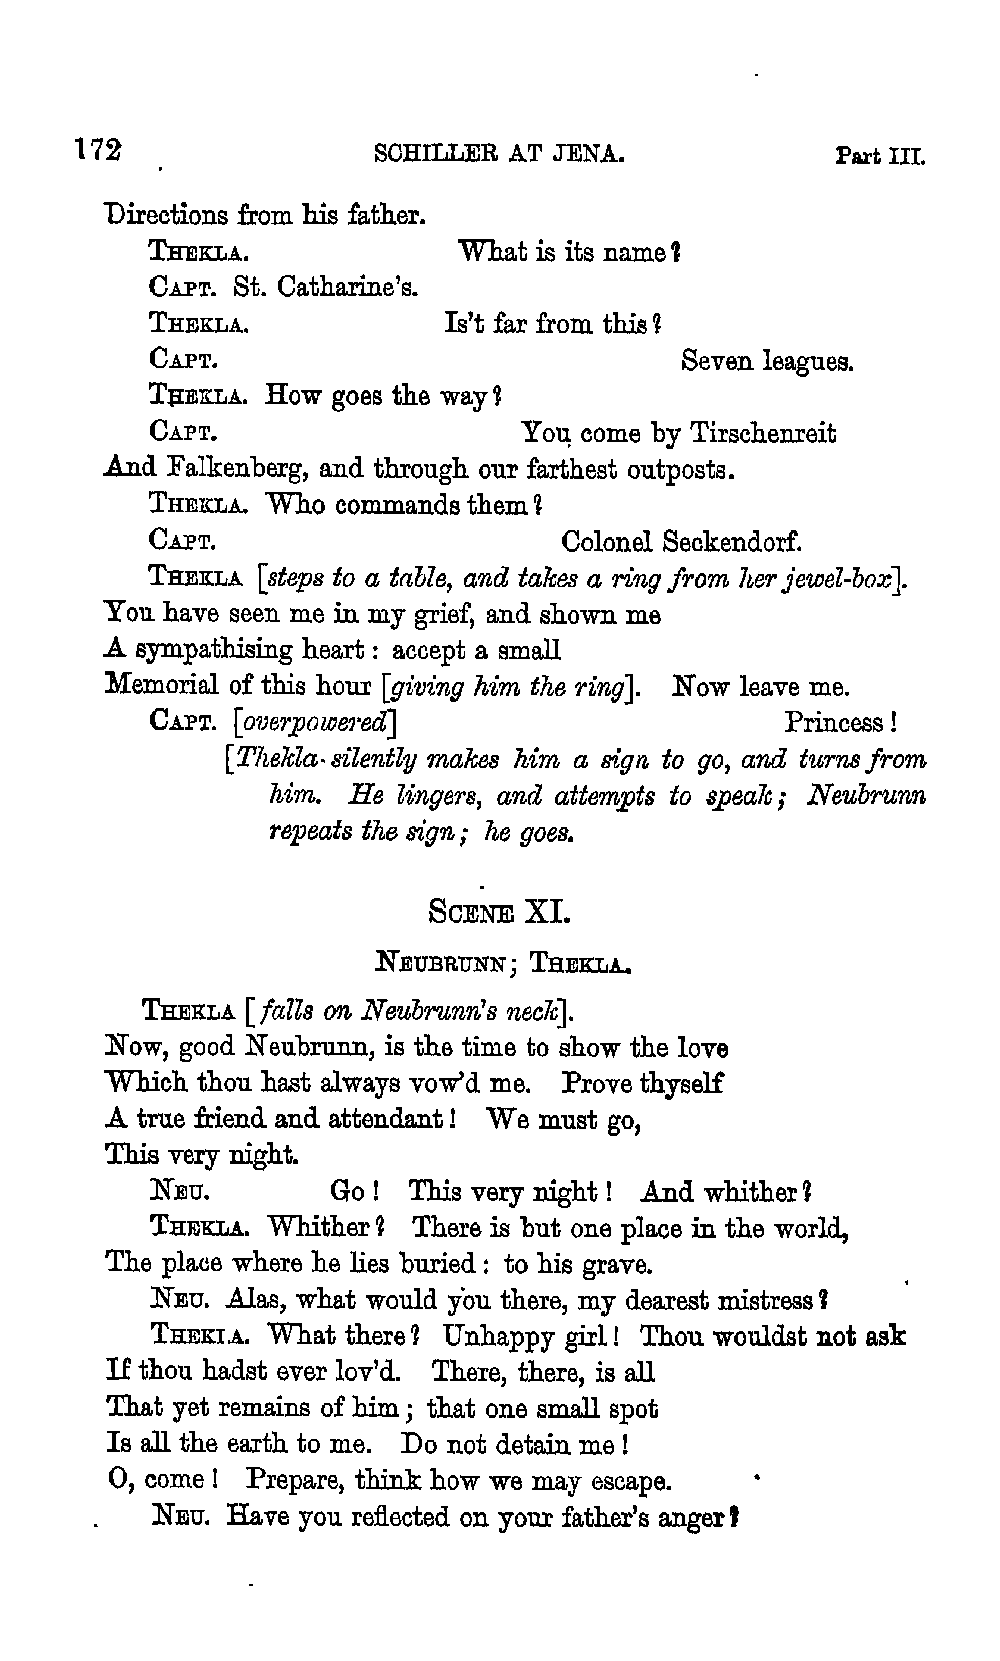 172 SCHILLER AT JENA. Part III.
Directions from his father.
THEKLA. What is its name?
CAPT. St. Catharine's.
THEKLA. Is't far from this?
CAPT. Seven leagues.
THEKLA. How goes the way?
CAPT. You come by Tirschenreit
And Falkenberg, and through our farthest outposts.
THEKLA. Who commands them?
CAPT. Colonel Seckendorf.
THEKLA [steps to a table, and takes a ring from her jewel-box].
You have seen me in my grief, and shown me
A sympathising heart: accept a small
Memorial of this hour [giving him the ring]. Now leave me.
CAPT. [overpowered] Princess!
[Thekla silently makes him a sign to go, and turns from
him. He lingers, and attempts to speak; Neubrunn
repeats the sign; he goes.
SCENE XI.
NEUBRUNN; THEKLA.
THEKLA [falls on Neubrunn's neck].
Now, good Neubrunn, is the time to show the love
Which thou hast always vow'd me. Prove thyself
A true friend and attendant! We must go,
This very night.
NEU. Go! This very night! And whither?
THEKLA. Whither? There is but one place in the world,
The place where he lies buried: to his grave.
NEU. Alas, what would you there, my dearest mistress?
THEKLA. What there? Unhappy girl! Thou wouldst not ask
If thou hadst ever lov'd. There, there, is all
That yet remains of him; that one small spot
Is all the earth to me. Do not detain me!
O, come! Prepare, think how we may escape.
NEU. Have you reflected on your father's anger?